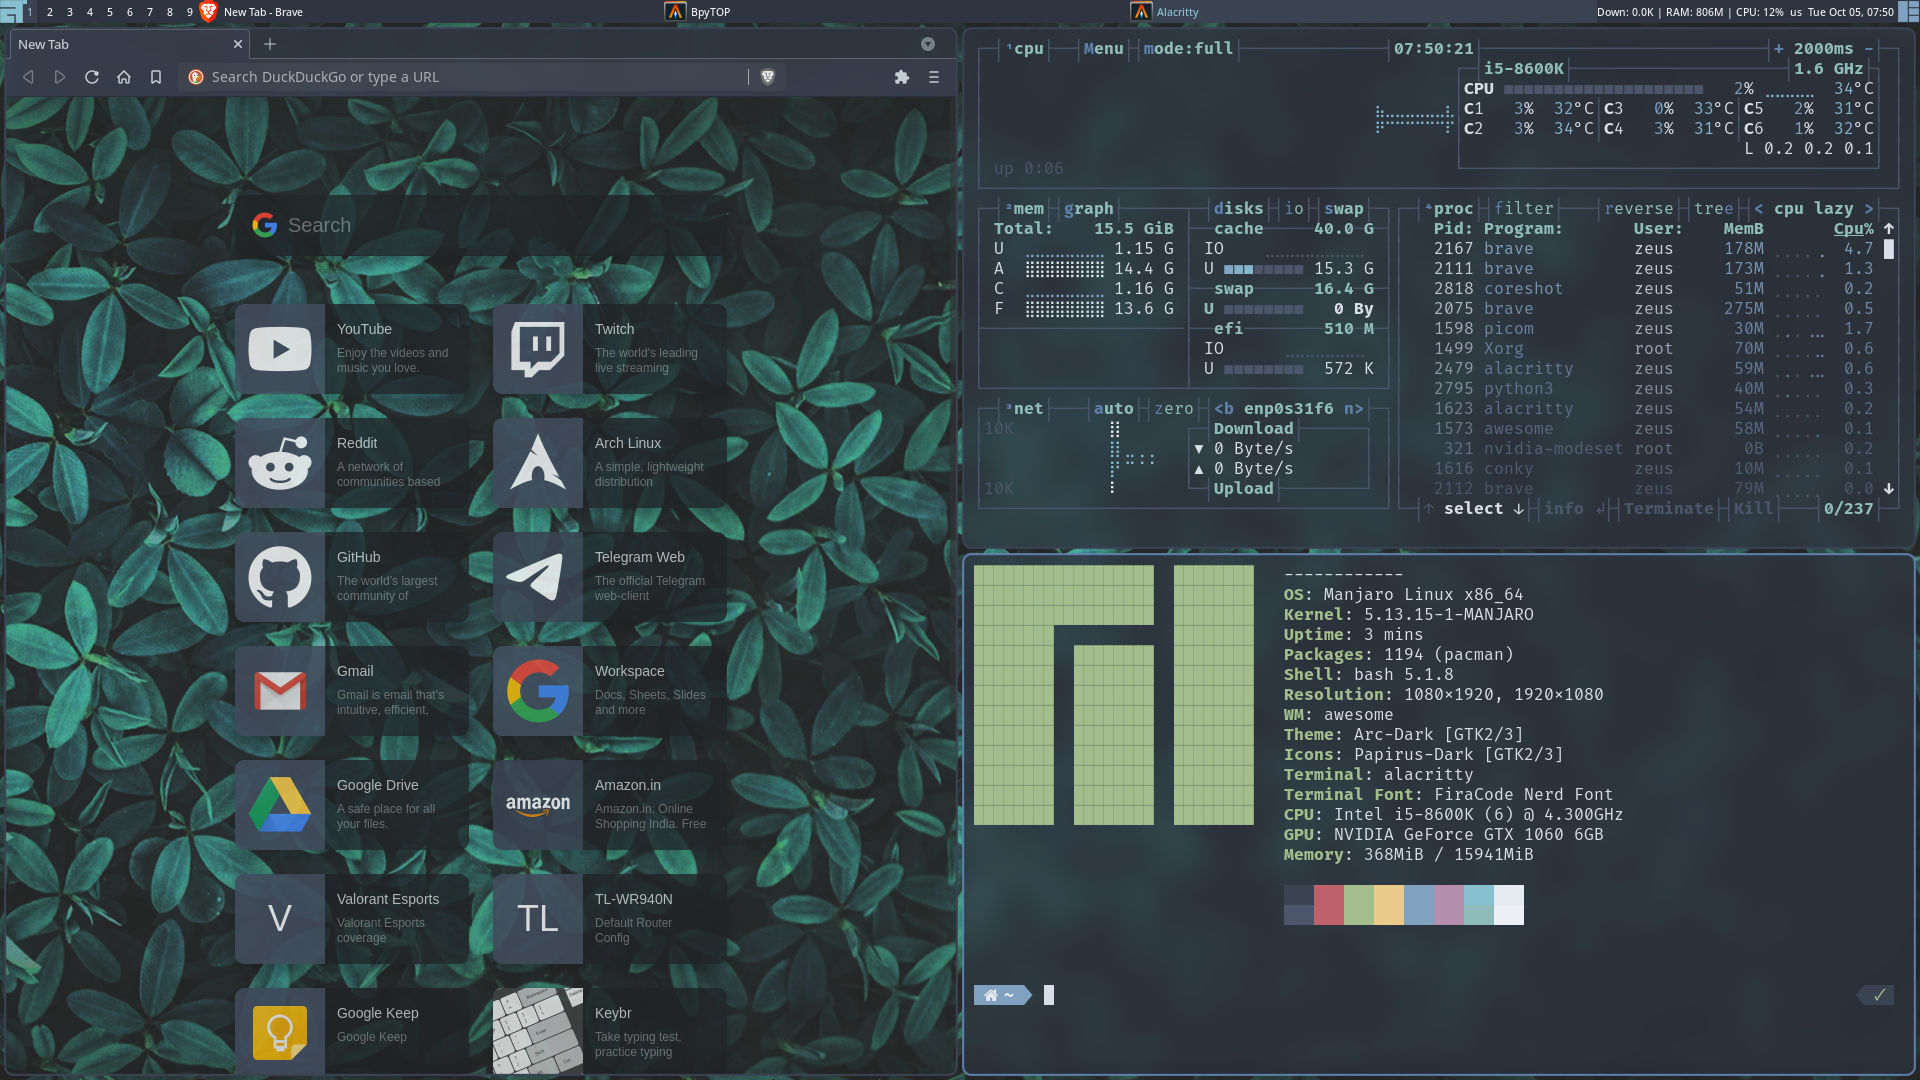 1 2 3 4 5 6 7 8 9 New Tab - Brave BpyTOP Alacritty Down: 0.0K | RAM: 806M | CPU: 12% us Tue Oct 05, 07:50
New Tab
Search DuckDuckGo or type a URL
Search
YouTube
Enjoy the videos and
music you love.
Twitch
The world's leading
live streaming
Reddit
A network of
communities based
Arch Linux
A simple, lightweight
distribution
GitHub
The world's largest
community of
Telegram Web
The official Telegram
web-client
Gmail
Gmail is email that's
intuitive, efficient,
Workspace
Docs, Sheets, Slides
and more
Google Drive
A safe place for all
your files.
amazon
Amazon.in
Amazon.in: Online
Shopping India. Free
V
Valorant Esports
Valorant Esports
coverage
TL
TL-WR940N
Default Router
Config
Google Keep
Google Keep
Keybr
Take typing test,
practice typing
¹cpu Menu mode:full 07:50:21 + 2000ms -
i5-8600K 1.6 GHz
CPU 2% 34°C
C1 3% 32°C C3 0% 33°C C5 2% 31°C
C2 3% 34°C C4 3% 31°C C6 1% 32°C
L 0.2 0.2 0.1
up 0:06
²mem graph disks io swap
Total: 15.5 GiB cache 40.0 G
U 1.15 G IO
A 14.4 G U 15.3 G
C 1.16 G swap 16.4 G
F 13.6 G U 0 By
efi 510 M
IO
U 572 K
³net auto zero <b enp0s31f6 n>
10K Download
▼ 0 Byte/s
▲ 0 Byte/s
10K Upload
⁴proc filter reverse tree < cpu lazy >
Pid: Program: User: MemB Cpu% ↑
2167 brave zeus 178M 4.7
2111 brave zeus 173M 1.3
2818 coreshot zeus 51M 0.2
2075 brave zeus 275M 0.5
1598 picom zeus 30M 1.7
1499 Xorg root 70M 0.6
2479 alacritty zeus 59M 0.6
2795 python3 zeus 40M 0.3
1623 alacritty zeus 54M 0.2
1573 awesome zeus 58M 0.1
321 nvidia-modeset root 0B 0.2
1616 conky zeus 10M 0.1
2112 brave zeus 79M 0.0 ↓
↑ select ↓ info ↲ Terminate Kill 0/237
------------
OS: Manjaro Linux x86_64
Kernel: 5.13.15-1-MANJARO
Uptime: 3 mins
Packages: 1194 (pacman)
Shell: bash 5.1.8
Resolution: 1080×1920, 1920×1080
WM: awesome
Theme: Arc-Dark [GTK2/3]
Icons: Papirus-Dark [GTK2/3]
Terminal: alacritty
Terminal Font: FiraCode Nerd Font
CPU: Intel i5-8600K (6) @ 4.300GHz
GPU: NVIDIA GeForce GTX 1060 6GB
Memory: 368MiB / 15941MiB
~ ✓